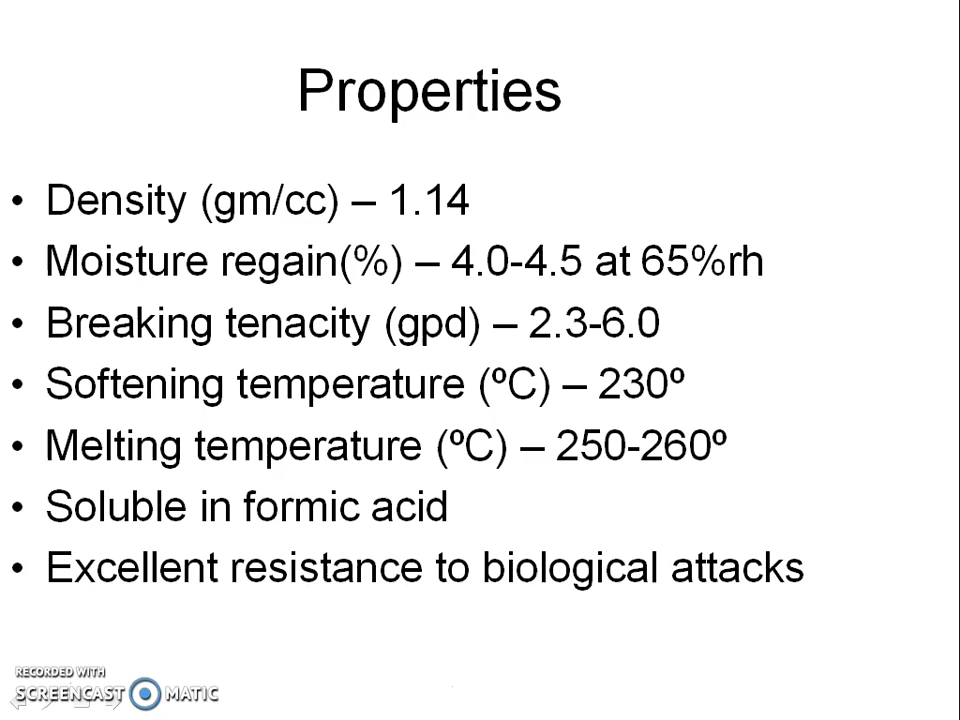 Properties
• Density (gm/cc) – 1.14
• Moisture regain(%) – 4.0-4.5 at 65%rh
• Breaking tenacity (gpd) – 2.3-6.0
• Softening temperature (ºC) – 230º
• Melting temperature (ºC) – 250-260º
• Soluble in formic acid
• Excellent resistance to biological attacks
RECORDED WITH
SCREENCAST MATIC